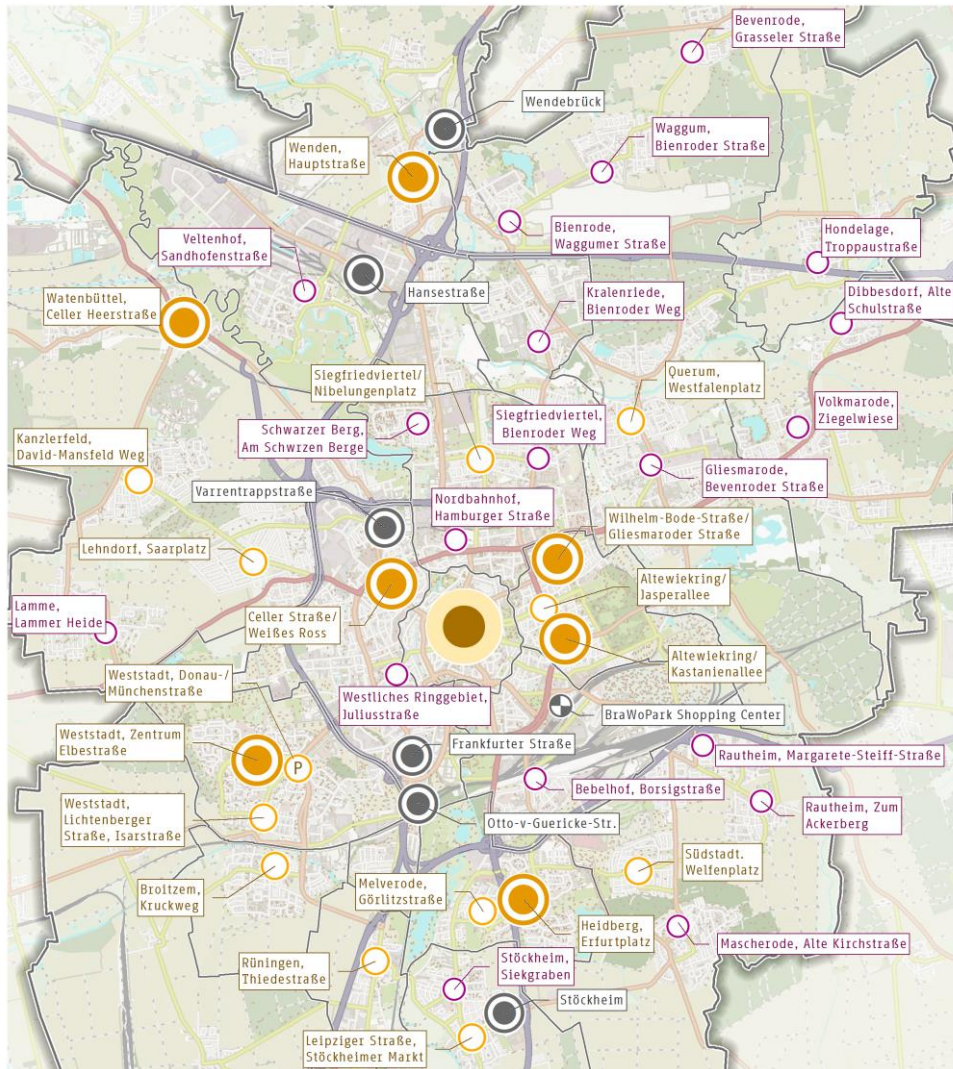 Bevenrode,
Grasseler Straße
Wendebrück
Waggum,
Bienroder Straße
Wenden,
Hauptstraße
Bienrode,
Waggumer Straße
Hondelage,
Troppaustraße
Veltenhof,
Sandhofenstraße
Hansestraße
Kralenriede,
Bienroder Weg
Dibbesdorf, Alte
Schulstraße
Watenbüttel,
Celler Heerstraße
Siegfriedviertel/
Nibelungenplatz
Querum,
Westfalenplatz
Schwarzer Berg,
Am Schwrzen Berge
Siegfriedviertel,
Bienroder Weg
Volkmarode,
Ziegelwiese
Kanzlerfeld,
David-Mansfeld Weg
Gliesmarode,
Bevenroder Straße
Varrentrappstraße
Nordbahnhof,
Hamburger Straße
Wilhelm-Bode-Straße/
Gliesmaroder Straße
Lehndorf, Saarplatz
Altewiekring/
Jasperallee
Lamme,
Lammer Heide
Celler Straße/
Weißes Ross
Altewiekring/
Kastanienallee
Weststadt, Donau-/
Münchenstraße
Westliches Ringgebiet,
Juliusstraße
BraWoPark Shopping Center
Weststadt, Zentrum
Elbestraße
P
Frankfurter Straße
Rautheim, Margarete-Steiff-Straße
Bebelhof, Borsigstraße
Weststadt,
Lichtenberger
Straße, Isarstraße
Otto-v-Guericke-Str.
Rautheim, Zum
Ackerberg
Broitzem,
Kruckweg
Melverode,
Görlitzstraße
Südstadt.
Welfenplatz
Heidberg,
Erfurtplatz
Mascherode, Alte Kirchstraße
Rüningen,
Thiedestraße
Stöckheim,
Siekgraben
Stöckheim
Leipziger Straße,
Stöckheimer Markt